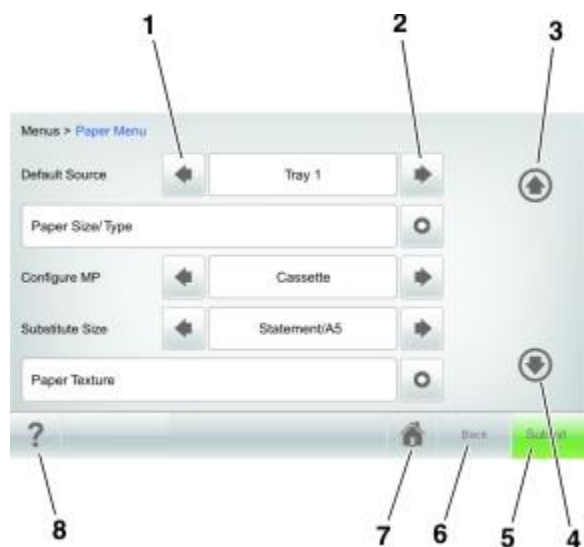 1 2 3
Menus > Paper Menu
Default Source Tray 1
Paper Size/Type
Configure MP Cassette
Substitute Size Statement/A5
Paper Texture
? Back Submit
8 7 6 5 4